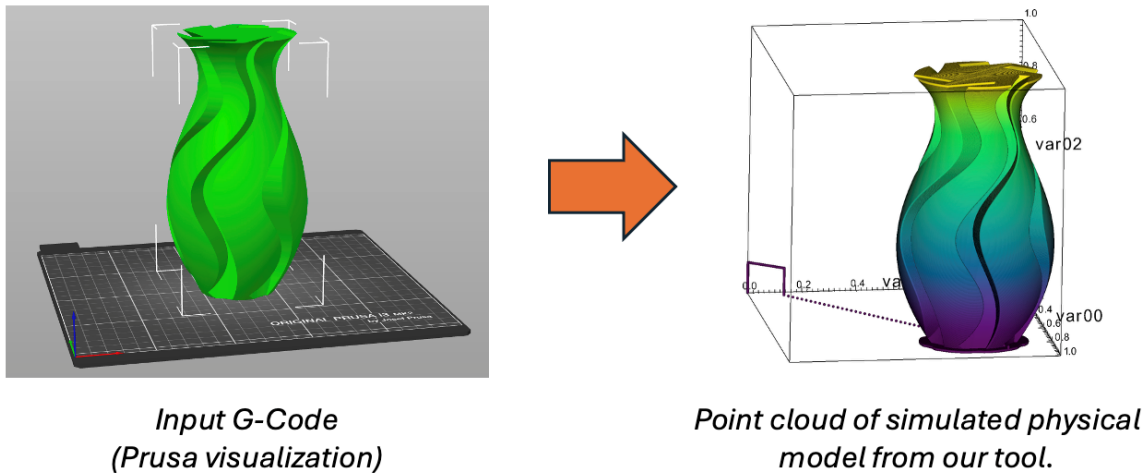 ORIGINAL PRUSA i3 MK3
by Josef Prusa
1.0
0.8
0.6
var02
0.0
0.2
0.4
va
0.4
var00
0.6
0.8
1.0
Input G-Code
(Prusa visualization)
Point cloud of simulated physical
model from our tool.